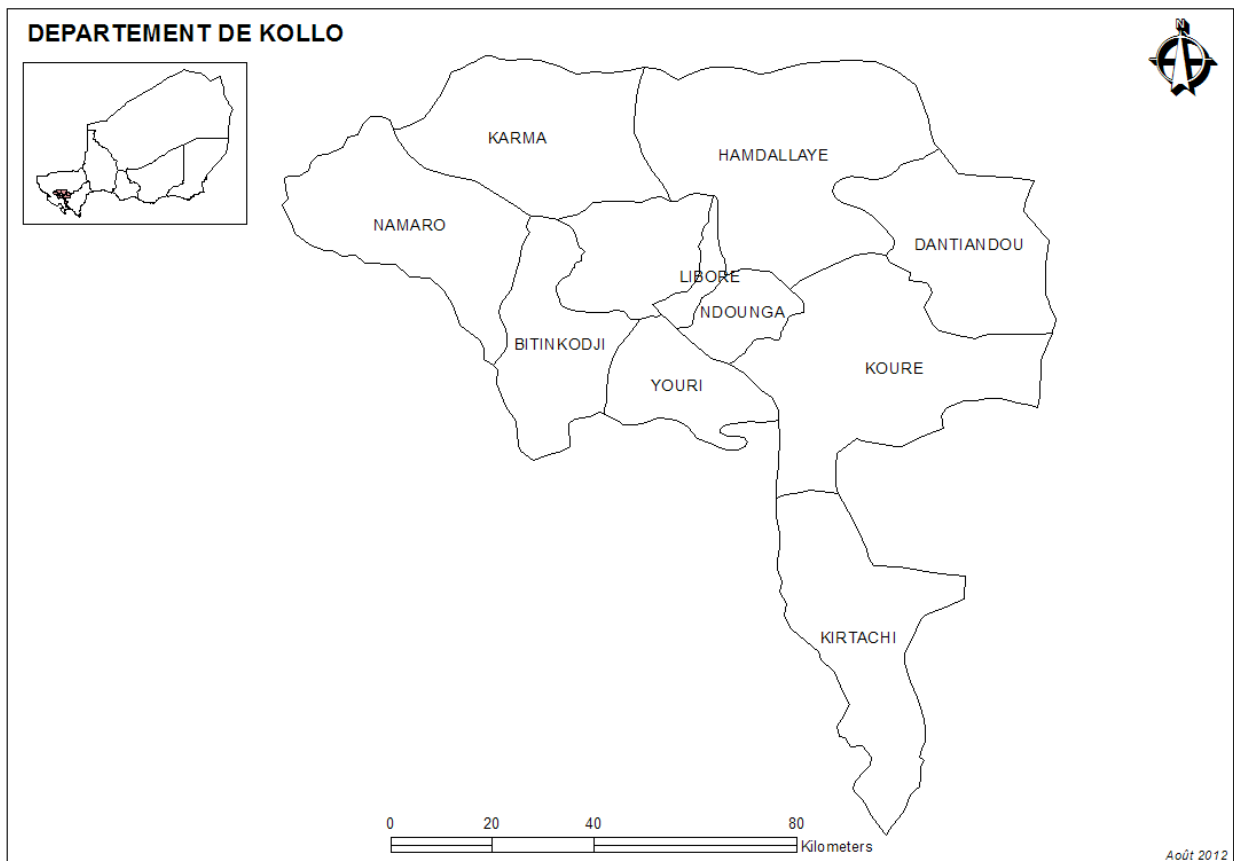 DEPARTEMENT DE KOLLO
N
KARMA
HAMDALLAYE
NAMARO
DANTIANDOU
LIBORE
NDOUNGA
BITINKODJI
KOURE
YOURI
KIRTACHI
0 20 40 80
Kilometers
Août 2012